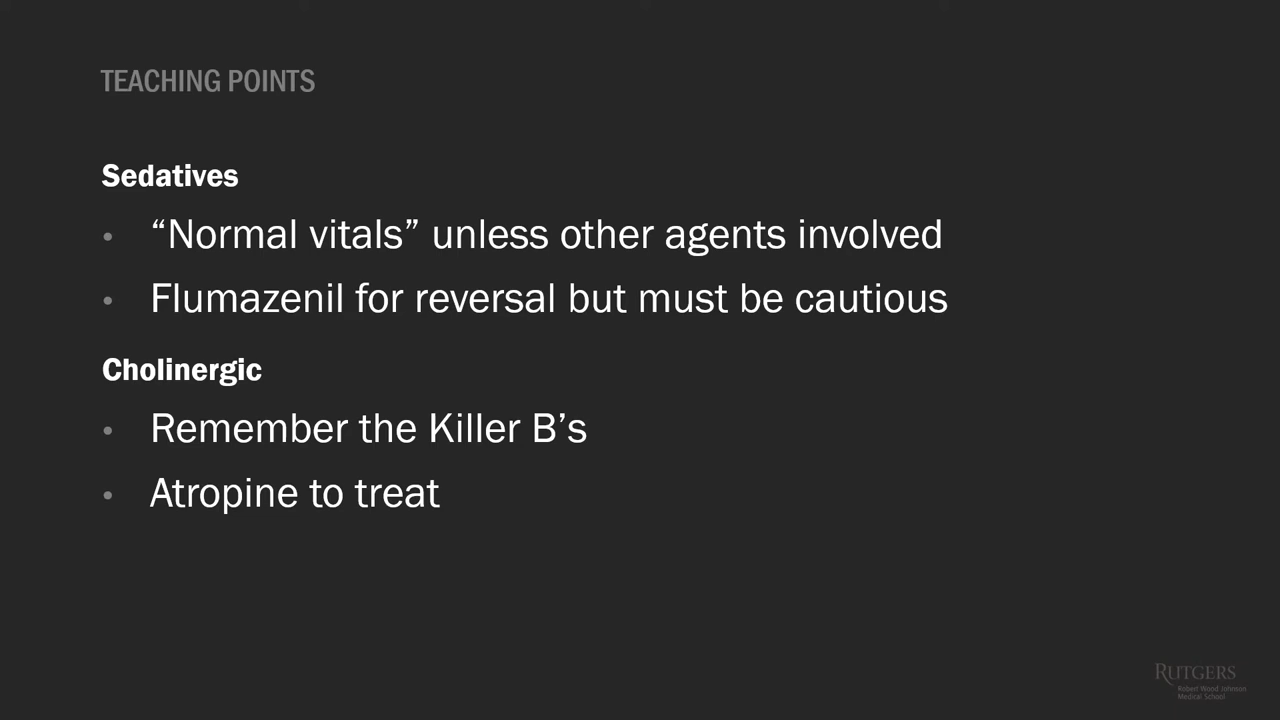 TEACHING POINTS
Sedatives
• “Normal vitals” unless other agents involved
• Flumazenil for reversal but must be cautious
Cholinergic
• Remember the Killer B’s
• Atropine to treat
RUTGERS
Robert Wood Johnson
Medical School